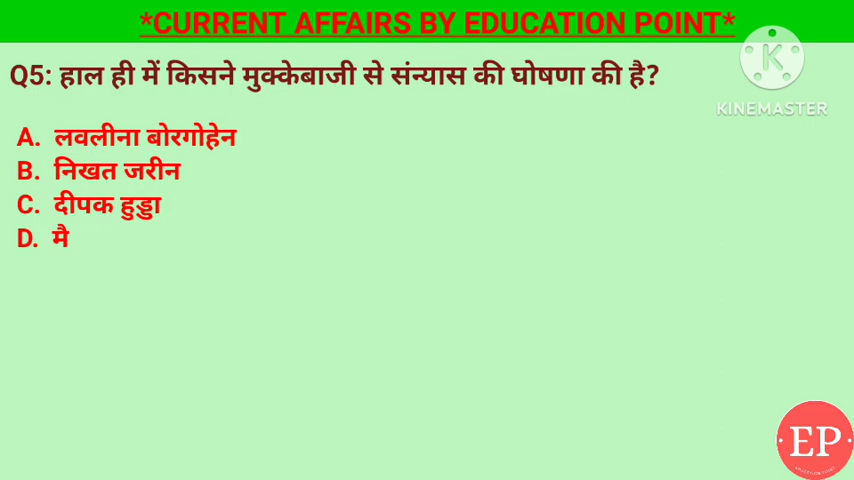 *CURRENT AFFAIRS BY EDUCATION POINT*
Q5: हाल ही में किसने मुक्केबाजी से संन्यास की घोषणा की है?
KINEMASTER
A. लवलीना बोरगोहेन
B. निखत जरीन
C. दीपक हुड्डा
D. मै
EP